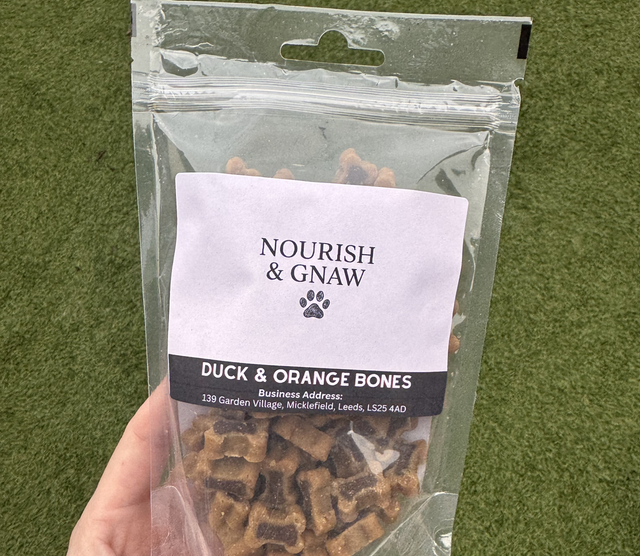 NOURISH
& GNAW
DUCK & ORANGE BONES
Business Address:
139 Garden Village, Micklefield, Leeds, LS25 4AD